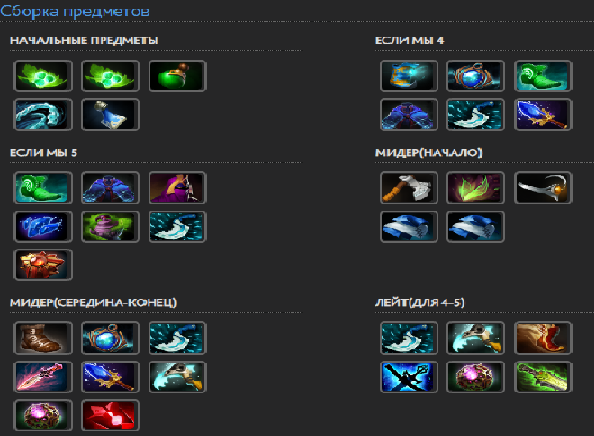 Сборка предметов
НАЧАЛЬНЫЕ ПРЕДМЕТЫ
ЕСЛИ МЫ 4
ЕСЛИ МЫ 5
МИДЕР(НАЧАЛО)
МИДЕР(СЕРЕДИНА-КОНЕЦ)
ЛЕЙТ(ДЛЯ 4-5)